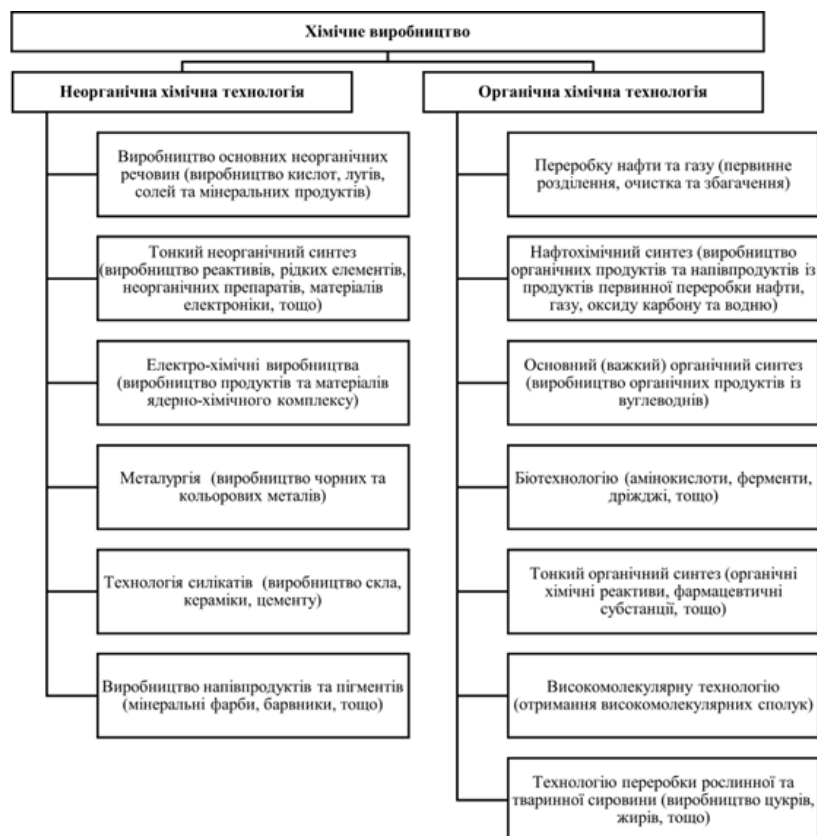 Хімічне виробництво
Неорганічна хімічна технологія
Виробництво основних неорганічних
речовин (виробництво кислот, лугів,
солей та мінеральних продуктів)
Тонкий неорганічний синтез
(виробництво реактивів, рідких елементів,
неорганічних препаратів, матеріалів
електроніки, тощо)
Електро-хімічні виробництва
(виробництво продуктів та матеріалів
ядерно-хімічного комплексу)
Металургія (виробництво чорних та
кольорових металів)
Технологія силікатів (виробництво скла,
кераміки, цементу)
Виробництво напівпродуктів та пігментів
(мінеральні фарби, барвники, тощо)
Органічна хімічна технологія
Переробку нафти та газу (первинне
розділення, очистка та збагачення)
Нафтохімічний синтез (виробництво
органічних продуктів та напівпродуктів із
продуктів первинної переробки нафти,
газу, оксиду карбону та водню)
Основний (важкий) органічний синтез
(виробництво органічних продуктів із
вуглеводнів)
Біотехнологію (амінокислоти, ферменти,
дріжджі, тощо)
Тонкий органічний синтез (органічні
хімічні реактиви, фармацевтичні
субстанції, тощо)
Високомолекулярну технологію
(отримання високомолекулярних сполук)
Технологію переробки рослинної та
тваринної сировини (виробництво цукрів,
жирів, тощо)